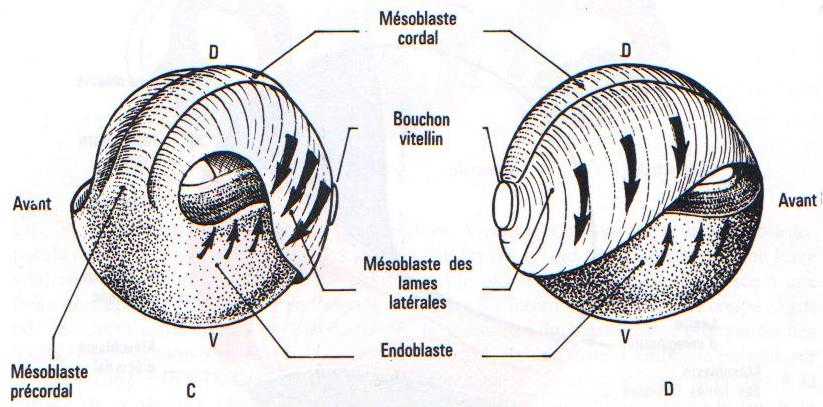 Mésoblaste
cordal
D
D
Bouchon
vitellin
Avant
Avant
Mésoblaste des
lames
latérales
V
V
Endoblaste
Mésoblaste
précordal
C
D